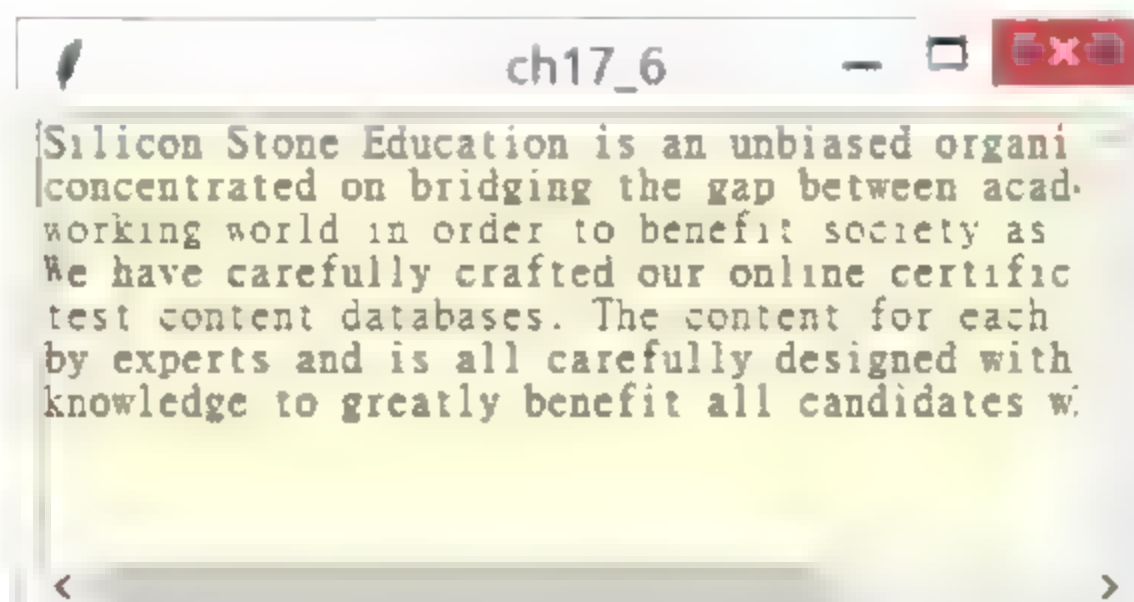 ch17_6
Silicon Stone Education is an unbiased organi
concentrated on bridging the gap between acad
working world in order to benefit society as
We have carefully crafted our online certific
test content databases. The content for each
by experts and is all carefully designed with
knowledge to greatly benefit all candidates w